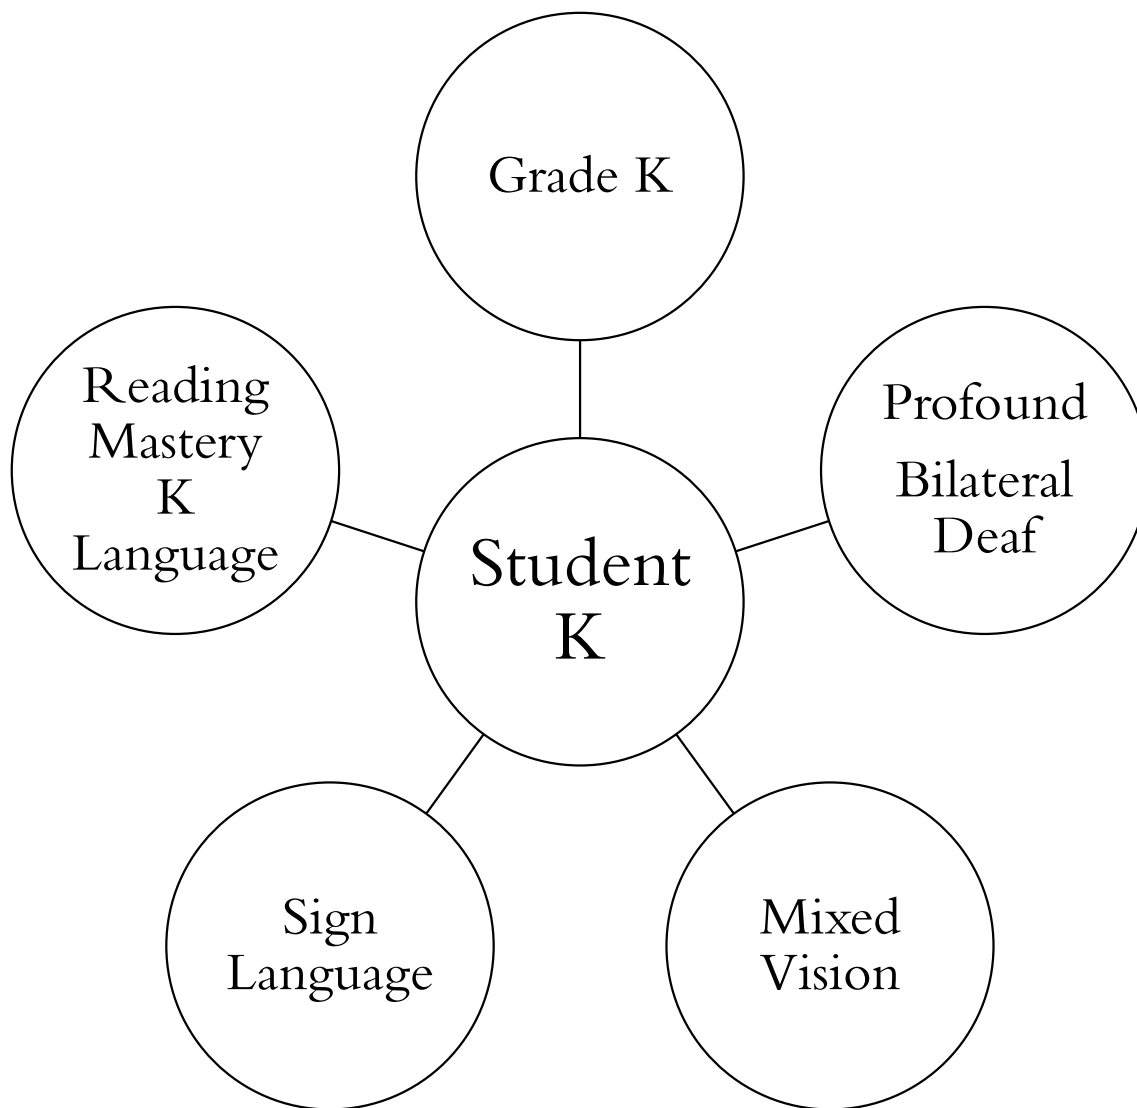 Grade K
Reading
Mastery
K
Language
Profound
Bilateral
Deaf
Student
K
Sign
Language
Mixed
Vision